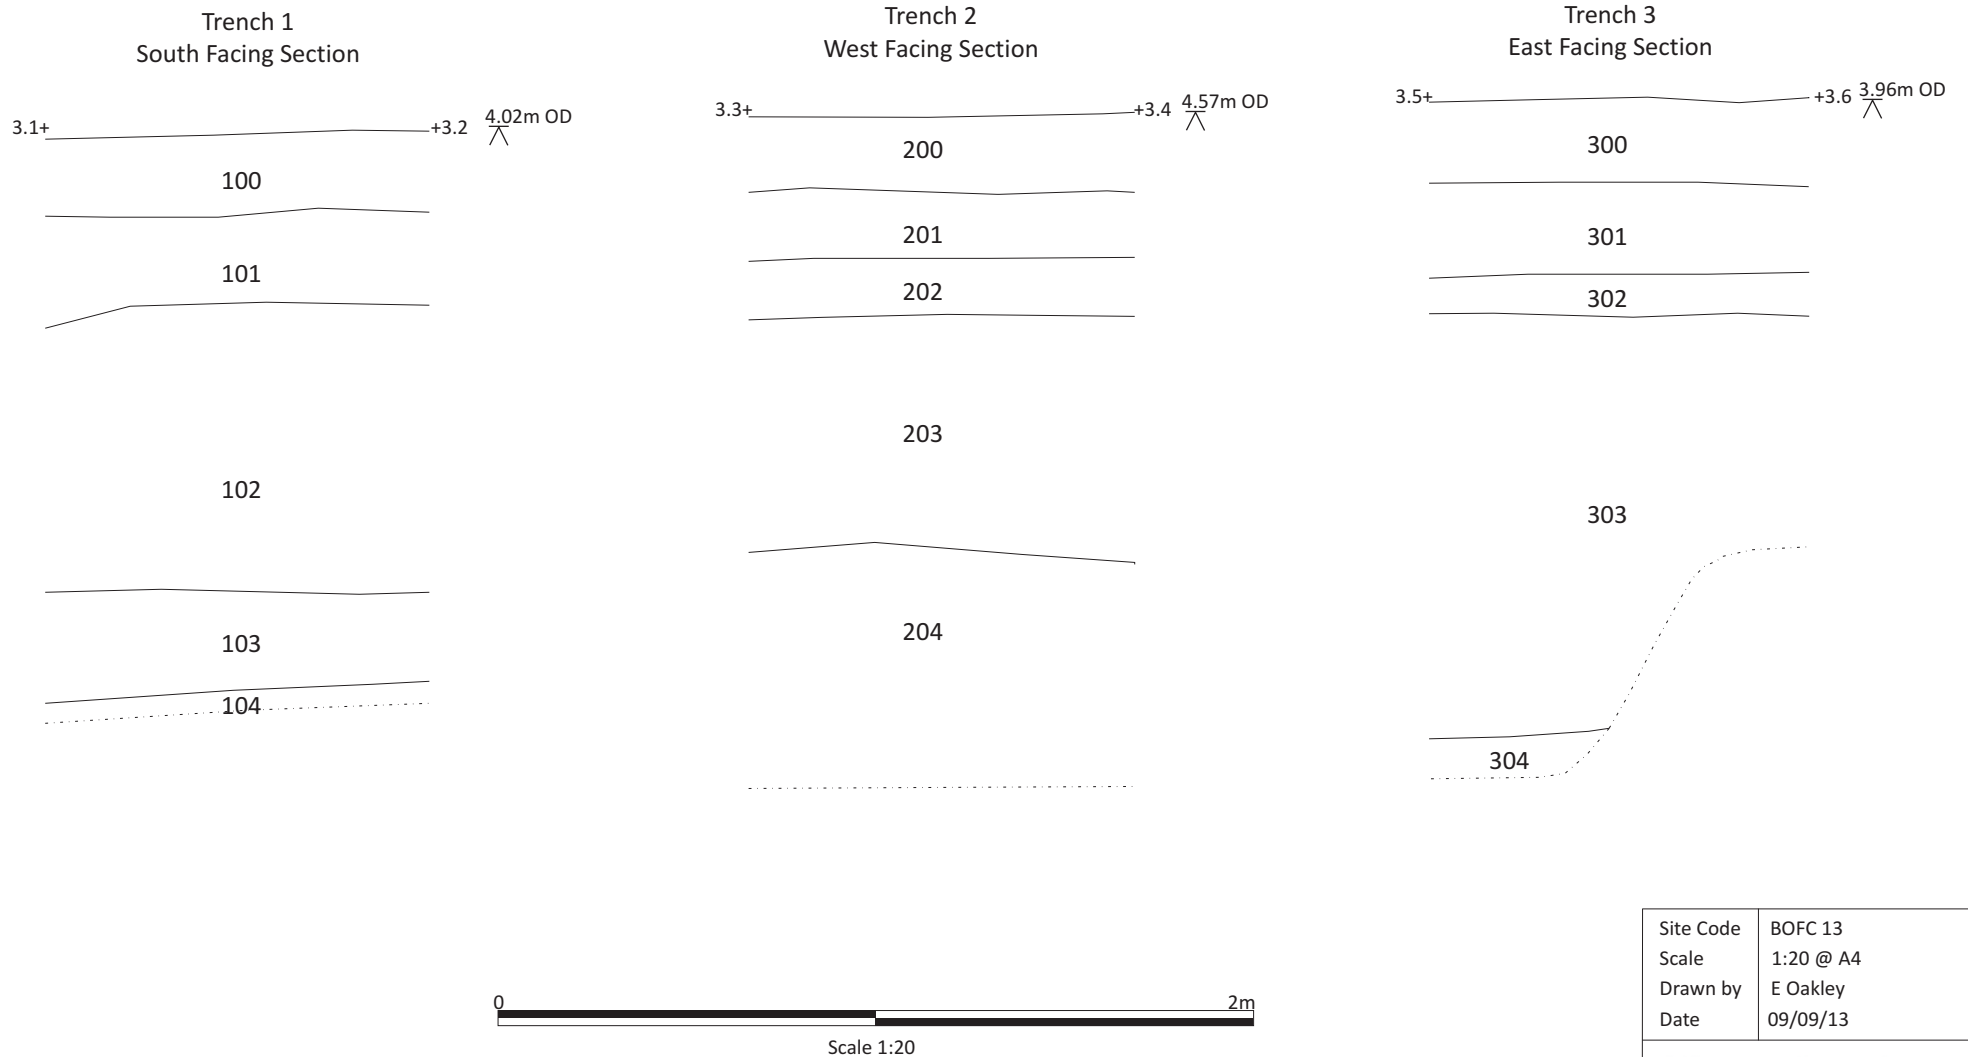 Trench 1
South Facing Section
3.1+
+3.2
4.02m OD
100
101
102
103
104
Trench 2
West Facing Section
3.3+
+3.4
4.57m OD
200
201
202
203
204
Trench 3
East Facing Section
3.5+
+3.6
3.96m OD
300
301
302
303
304
0
2m
Scale 1:20
Site Code BOFC 13
Scale 1:20 @ A4
Drawn by E Oakley
Date 09/09/13